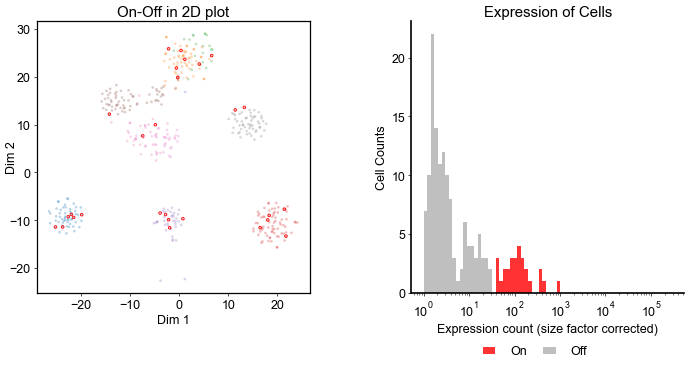 On-Off in 2D plot
Expression of Cells
30
20
10
0
−10
−20
Dim 2
−20
−10
0
10
20
Dim 1
20
15
10
5
0
Cell Counts
10^0
10^1
10^2
10^3
10^4
10^5
Expression count (size factor corrected)
On
Off